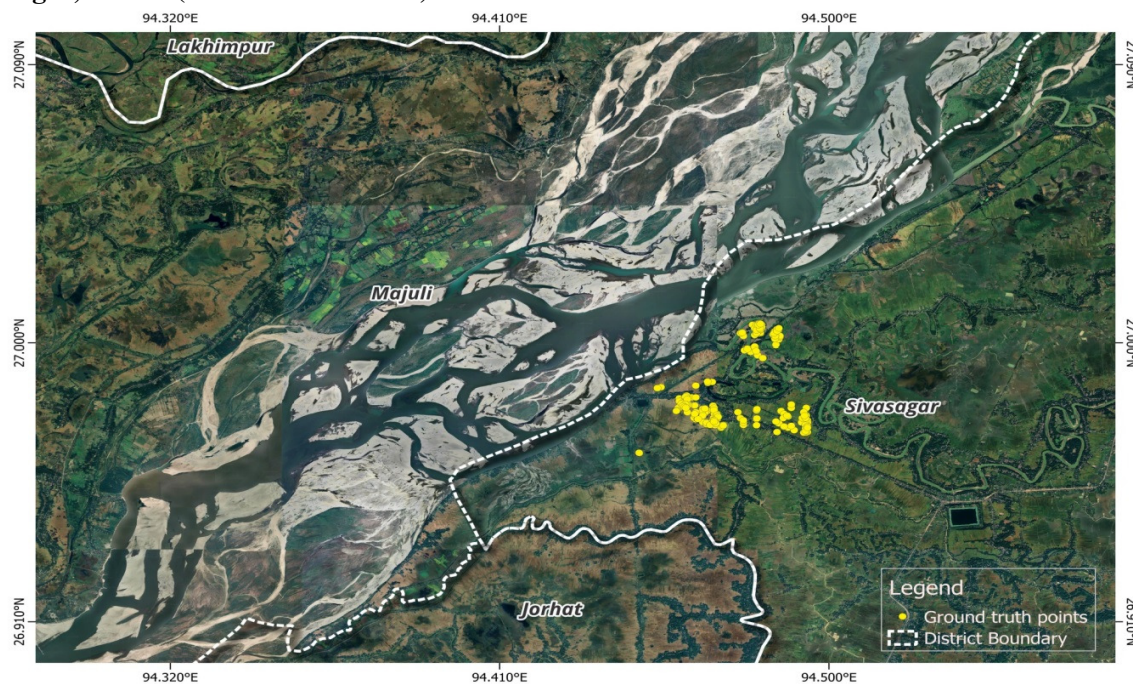 94.320°E 94.410°E 94.500°E
Lakhimpur
27.090°N 27.090°N
Majuli
27.000°N 27.000°N
Sivasagar
Legend
Ground truth points
District Boundary
Jorhat
26.910°N 26.910°N
94.320°E 94.410°E 94.500°E